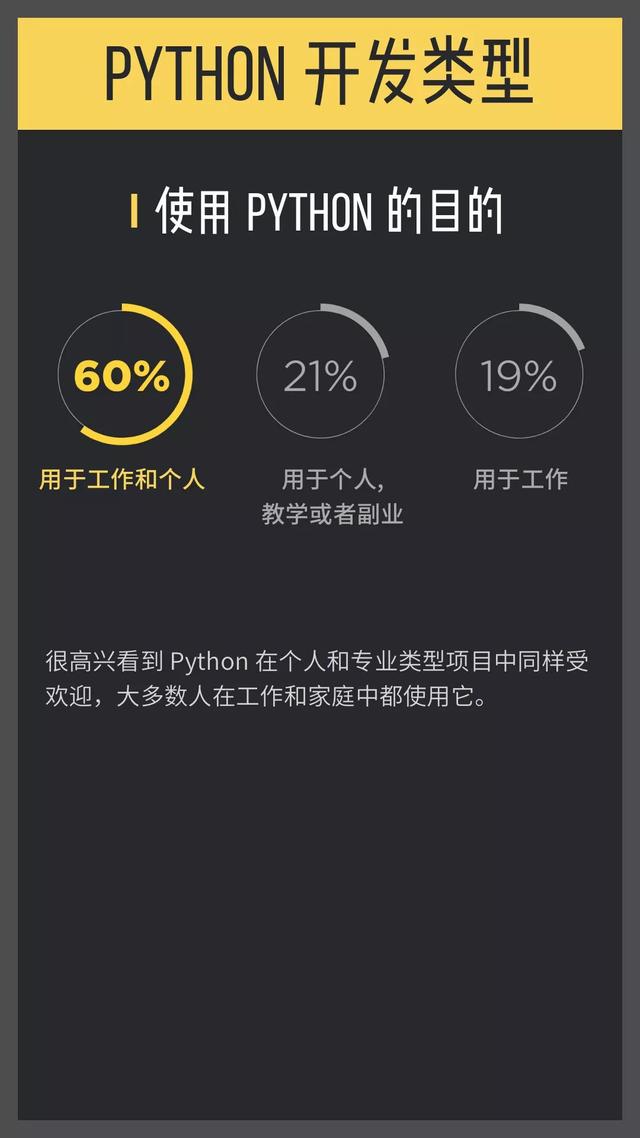 PYTHON 开发类型
使用 PYTHON 的目的
60%
21%
19%
用于工作和个人
用于个人,
教学或者副业
用于工作
很高兴看到 Python 在个人和专业类型项目中同样受
欢迎，大多数人在工作和家庭中都使用它。